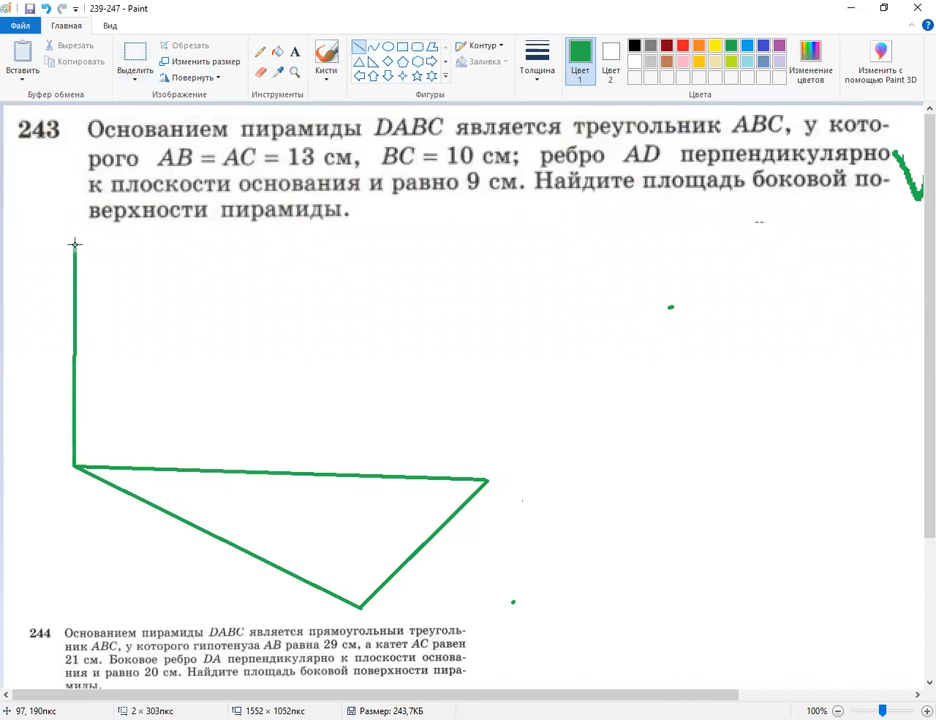 239-247 - Paint
Файл Главная Вид
Вставить
Вырезать
Копировать
Буфер обмена
Выделить
Обрезать
Изменить размер
Повернуть
Изображение
Инструменты
Кисти
Контур
Заливка
Фигуры
Толщина
Цвет 1
Цвет 2
Изменение цветов
Цвета
Изменить с помощью Paint 3D
243 Основанием пирамиды DABC является треугольник ABC, у кото-
рого AB = AC = 13 см, BC = 10 см; ребро AD перпендикулярно
к плоскости основания и равно 9 см. Найдите площадь боковой по-
верхности пирамиды.
244 Основанием пирамиды DABC является прямоугольный треуголь-
ник ABC, у которого гипотенуза AB равна 29 см, а катет AC равен
21 см. Боковое ребро DA перпендикулярно к плоскости основа-
ния и равно 20 см. Найдите площадь боковой поверхности пира-
миды.
97, 190пкс 2 × 303пкс 1552 × 1052пкс Размер: 243,7КБ 100%